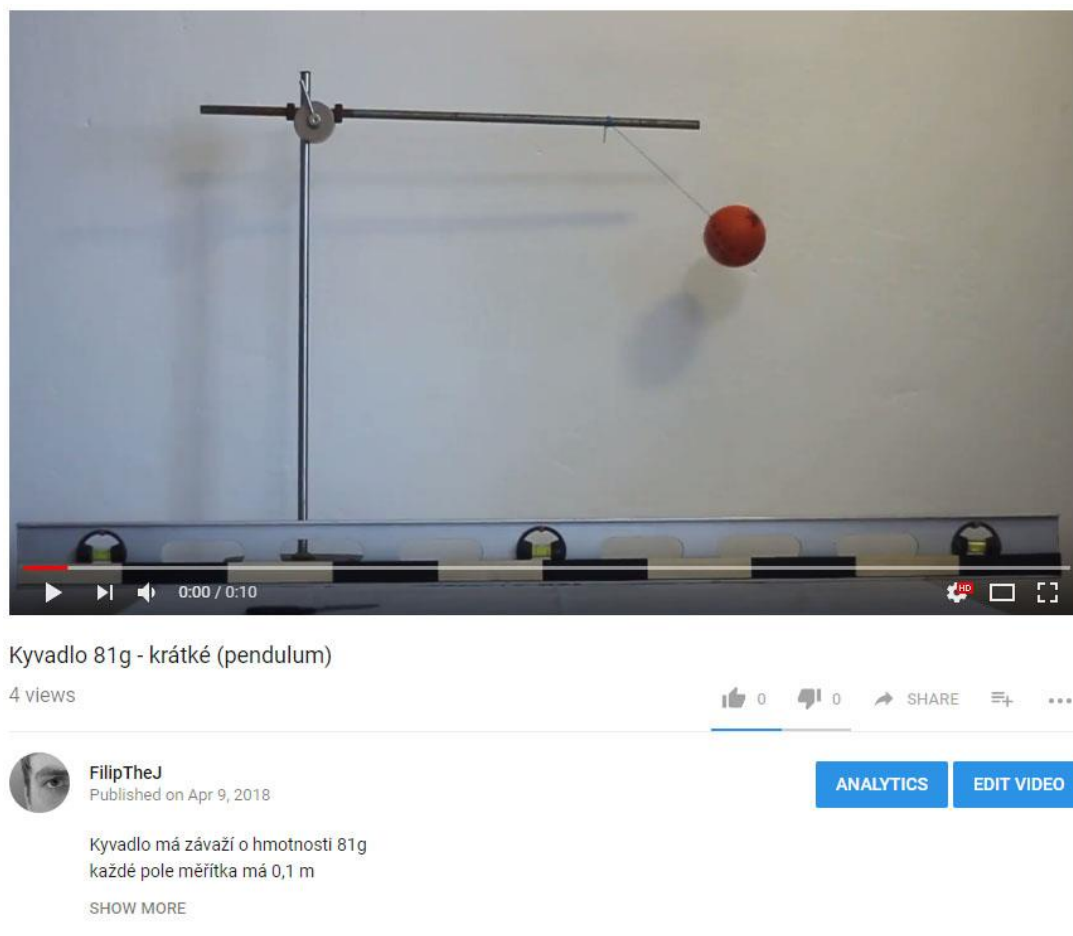 HD
0:00 / 0:10
Kyvadlo 81g - krátké (pendulum)
4 views
0 0 SHARE
FilipTheJ
Published on Apr 9, 2018
ANALYTICS EDIT VIDEO
Kyvadlo má závaží o hmotnosti 81g
každé pole měřítka má 0,1 m
SHOW MORE